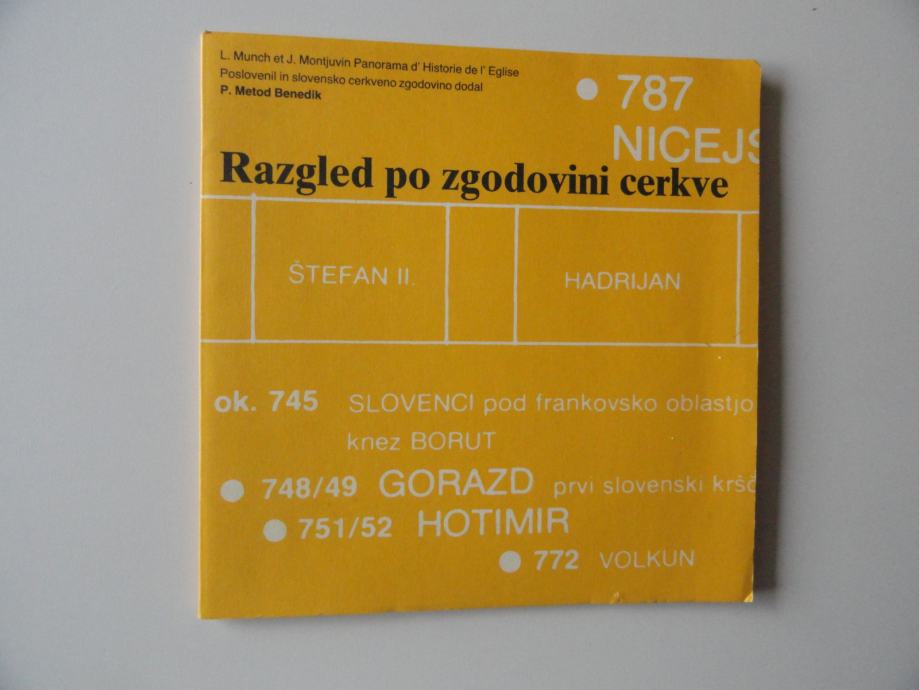 L. Munch et J. Montjuvin Panorama d' Historie de l' Eglise
Poslovenil in slovensko cerkveno zgodovino dodal
P. Metod Benedik
787
NICEJS
Razgled po zgodovini cerkve
ŠTEFAN II.
HADRIJAN
ok. 745 SLOVENCI pod frankovsko oblastjo
knez BORUT
748/49 GORAZD prvi slovenski kršč
751/52 HOTIMIR
772 VOLKUN